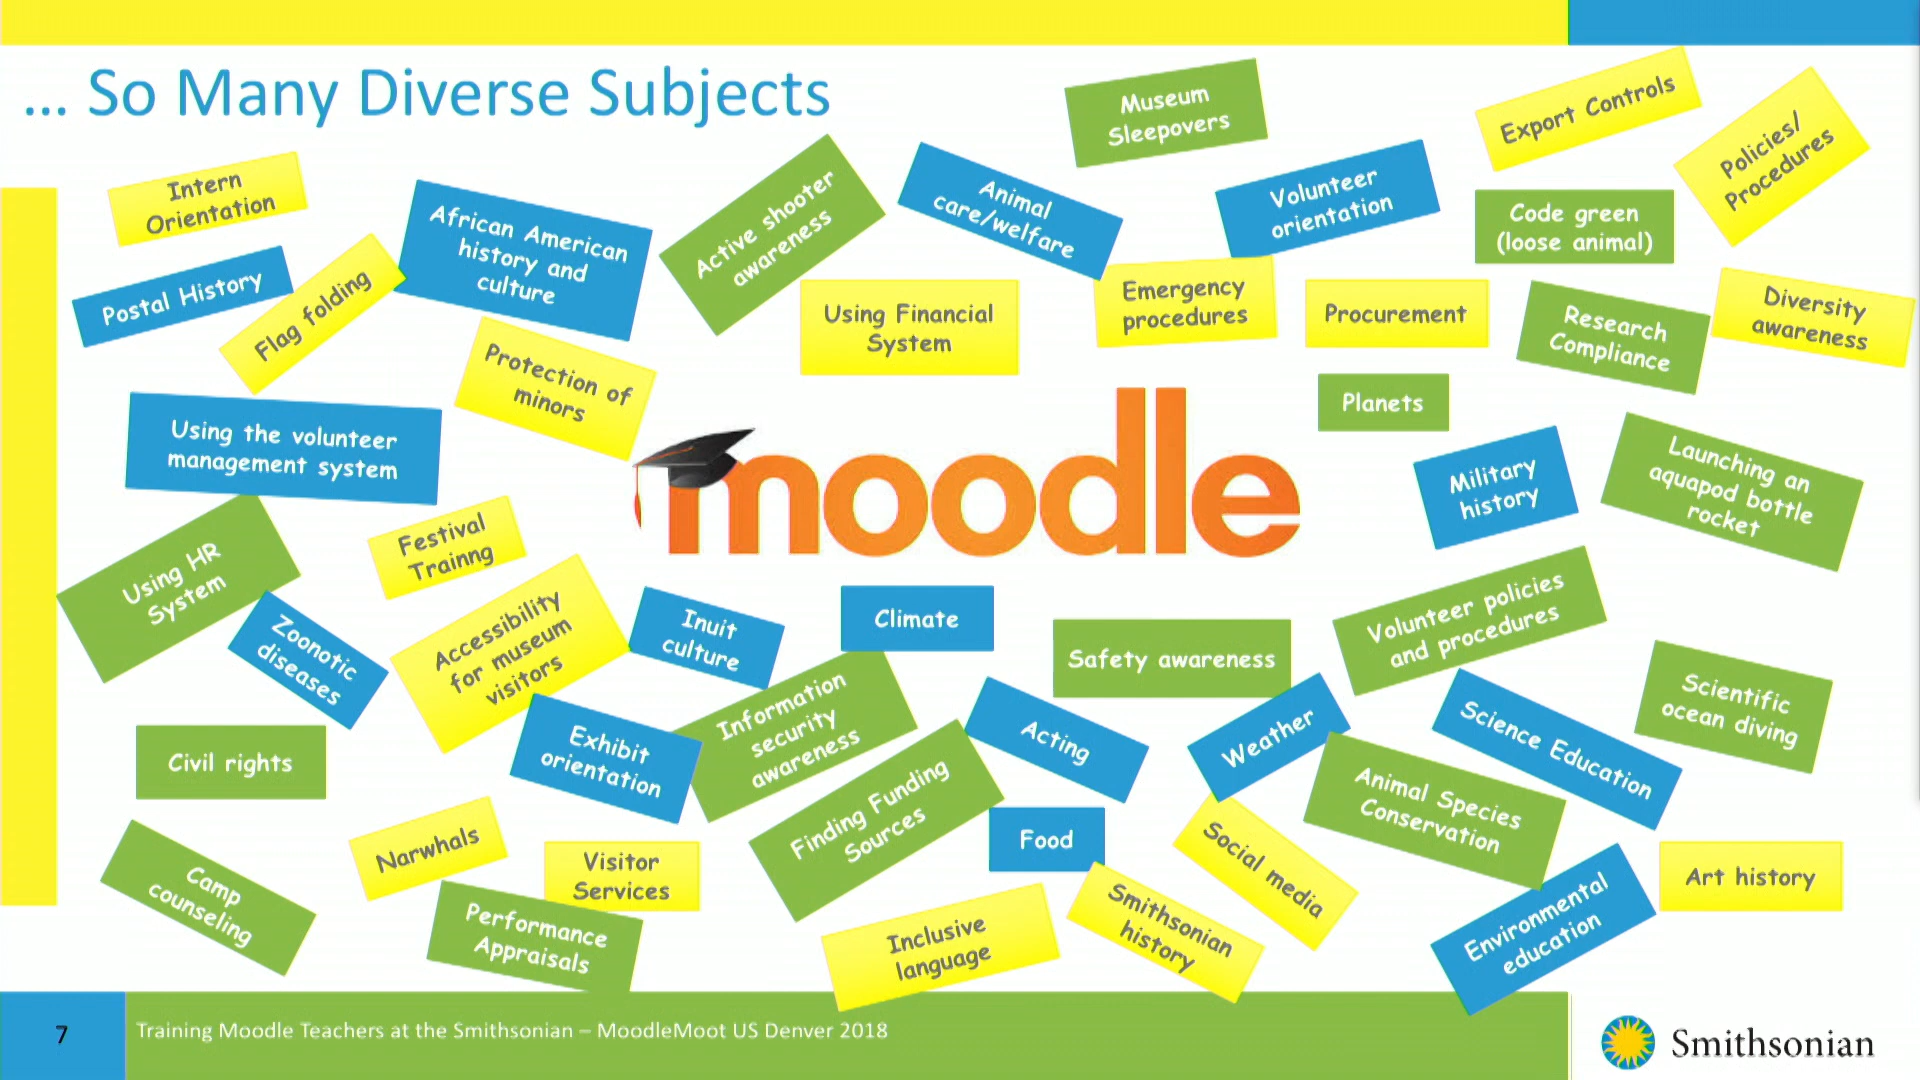 ... So Many Diverse Subjects
Museum
Sleepovers
Export Controls
Policies/
Procedures
Intern
Orientation
African American
history and
culture
Active shooter
awareness
Animal
care/welfare
Volunteer
orientation
Code green
(loose animal)
Postal History
Flag folding
Using Financial
System
Emergency
procedures
Procurement
Research
Compliance
Diversity
awareness
Protection of
minors
Planets
Using the volunteer
management system
moodle
Military
history
Launching an
aquapod bottle
rocket
Using HR
System
Festival
Trainng
Zoonotic
diseases
Accessibility
for museum
visitors
Inuit
culture
Climate
Safety awareness
Volunteer policies
and procedures
Scientific
ocean diving
Civil rights
Exhibit
orientation
Information
security
awareness
Acting
Weather
Science Education
Finding Funding
Sources
Animal Species
Conservation
Narwhals
Visitor
Services
Food
Social media
Art history
Camp
counseling
Performance
Appraisals
Inclusive
language
Smithsonian
history
Environmental
education
7
Training Moodle Teachers at the Smithsonian – MoodleMoot US Denver 2018
Smithsonian